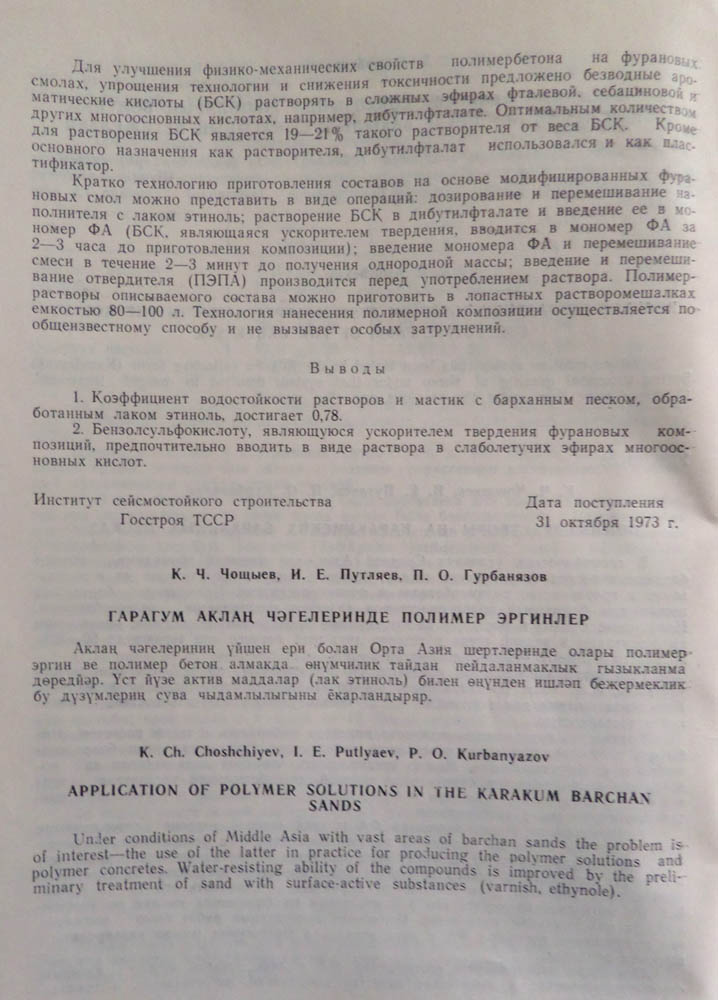 Для улучшения физико-механических свойств полимербетона на фурановых
смолах, упрощения технологии и снижения токсичности предложено безводные аро-
матические кислоты (БСК) растворять в сложных эфирах фталевой, себациновой и
других многоосновных кислотах, например, дибутилфталате. Оптимальным количеством
для растворения БСК является 19—21% такого растворителя от веса БСК. Кроме
основного назначения как растворителя, дибутилфталат использовался и как плас-
тификатор.
Кратко технологию приготовления составов на основе модифицированных фура-
новых смол можно представить в виде операций: дозирование и перемешивание на-
полнителя с лаком этиноль; растворение БСК в дибутилфталате и введение ее в мо-
номер ФА (БСК, являющаяся ускорителем твердения, вводится в мономер ФА за
2—3 часа до приготовления композиции); введение мономера ФА и перемешивание
смеси в течение 2—3 минут до получения однородной массы; введение и перемеши-
вание отвердителя (ПЭПА) производится перед употреблением раствора. Полимер-
растворы описываемого состава можно приготовить в лопастных растворомешалках
емкостью 80—100 л. Технология нанесения полимерной композиции осуществляется по
общеизвестному способу и не вызывает особых затруднений.
Выводы
1. Коэффициент водостойкости растворов и мастик с барханным песком, обра-
ботанным лаком этиноль, достигает 0,78.
2. Бензолсульфокислоту, являющуюся ускорителем твердения фурановых ком-
позиций, предпочтительно вводить в виде раствора в слаболетучих эфирах многоос-
новных кислот.
Институт сейсмостойкого строительства
Госстроя ТССР
Дата поступления
31 октября 1973 г.
К. Ч. Чощыев, И. Е. Путляев, П. О. Гурбанязов
ГАРАГУМ АКЛАҢ ЧӘГЕЛЕРИНДЕ ПОЛИМЕР ЭРГИНЛЕР
Аклаң чәгелериниң үйшен ери болан Орта Азия шертлеринде олары полимер
эргин ве полимер бетон алмакда өнүмчилик тайдан пейдаланмаклык гызыкланма
дөредйәр. Үст йүзе актив маддалар (лак этиноль) билен өңүнден ишләп беҗермеклик
бу дүзүмлериң сува чыдамлылыгыны ёкарландыряр.
K. Ch. Choshchiyev, I. E. Putlyaev, P. O. Kurbanyazov
APPLICATION OF POLYMER SOLUTIONS IN THE KARAKUM BARCHAN
SANDS
Under conditions of Middle Asia with vast areas of barchan sands the problem is
of interest—the use of the latter in practice for producing the polymer solutions and
polymer concretes. Water-resisting ability of the compounds is improved by the preli-
minary treatment of sand with surface-active substances (varnish, ethynole).